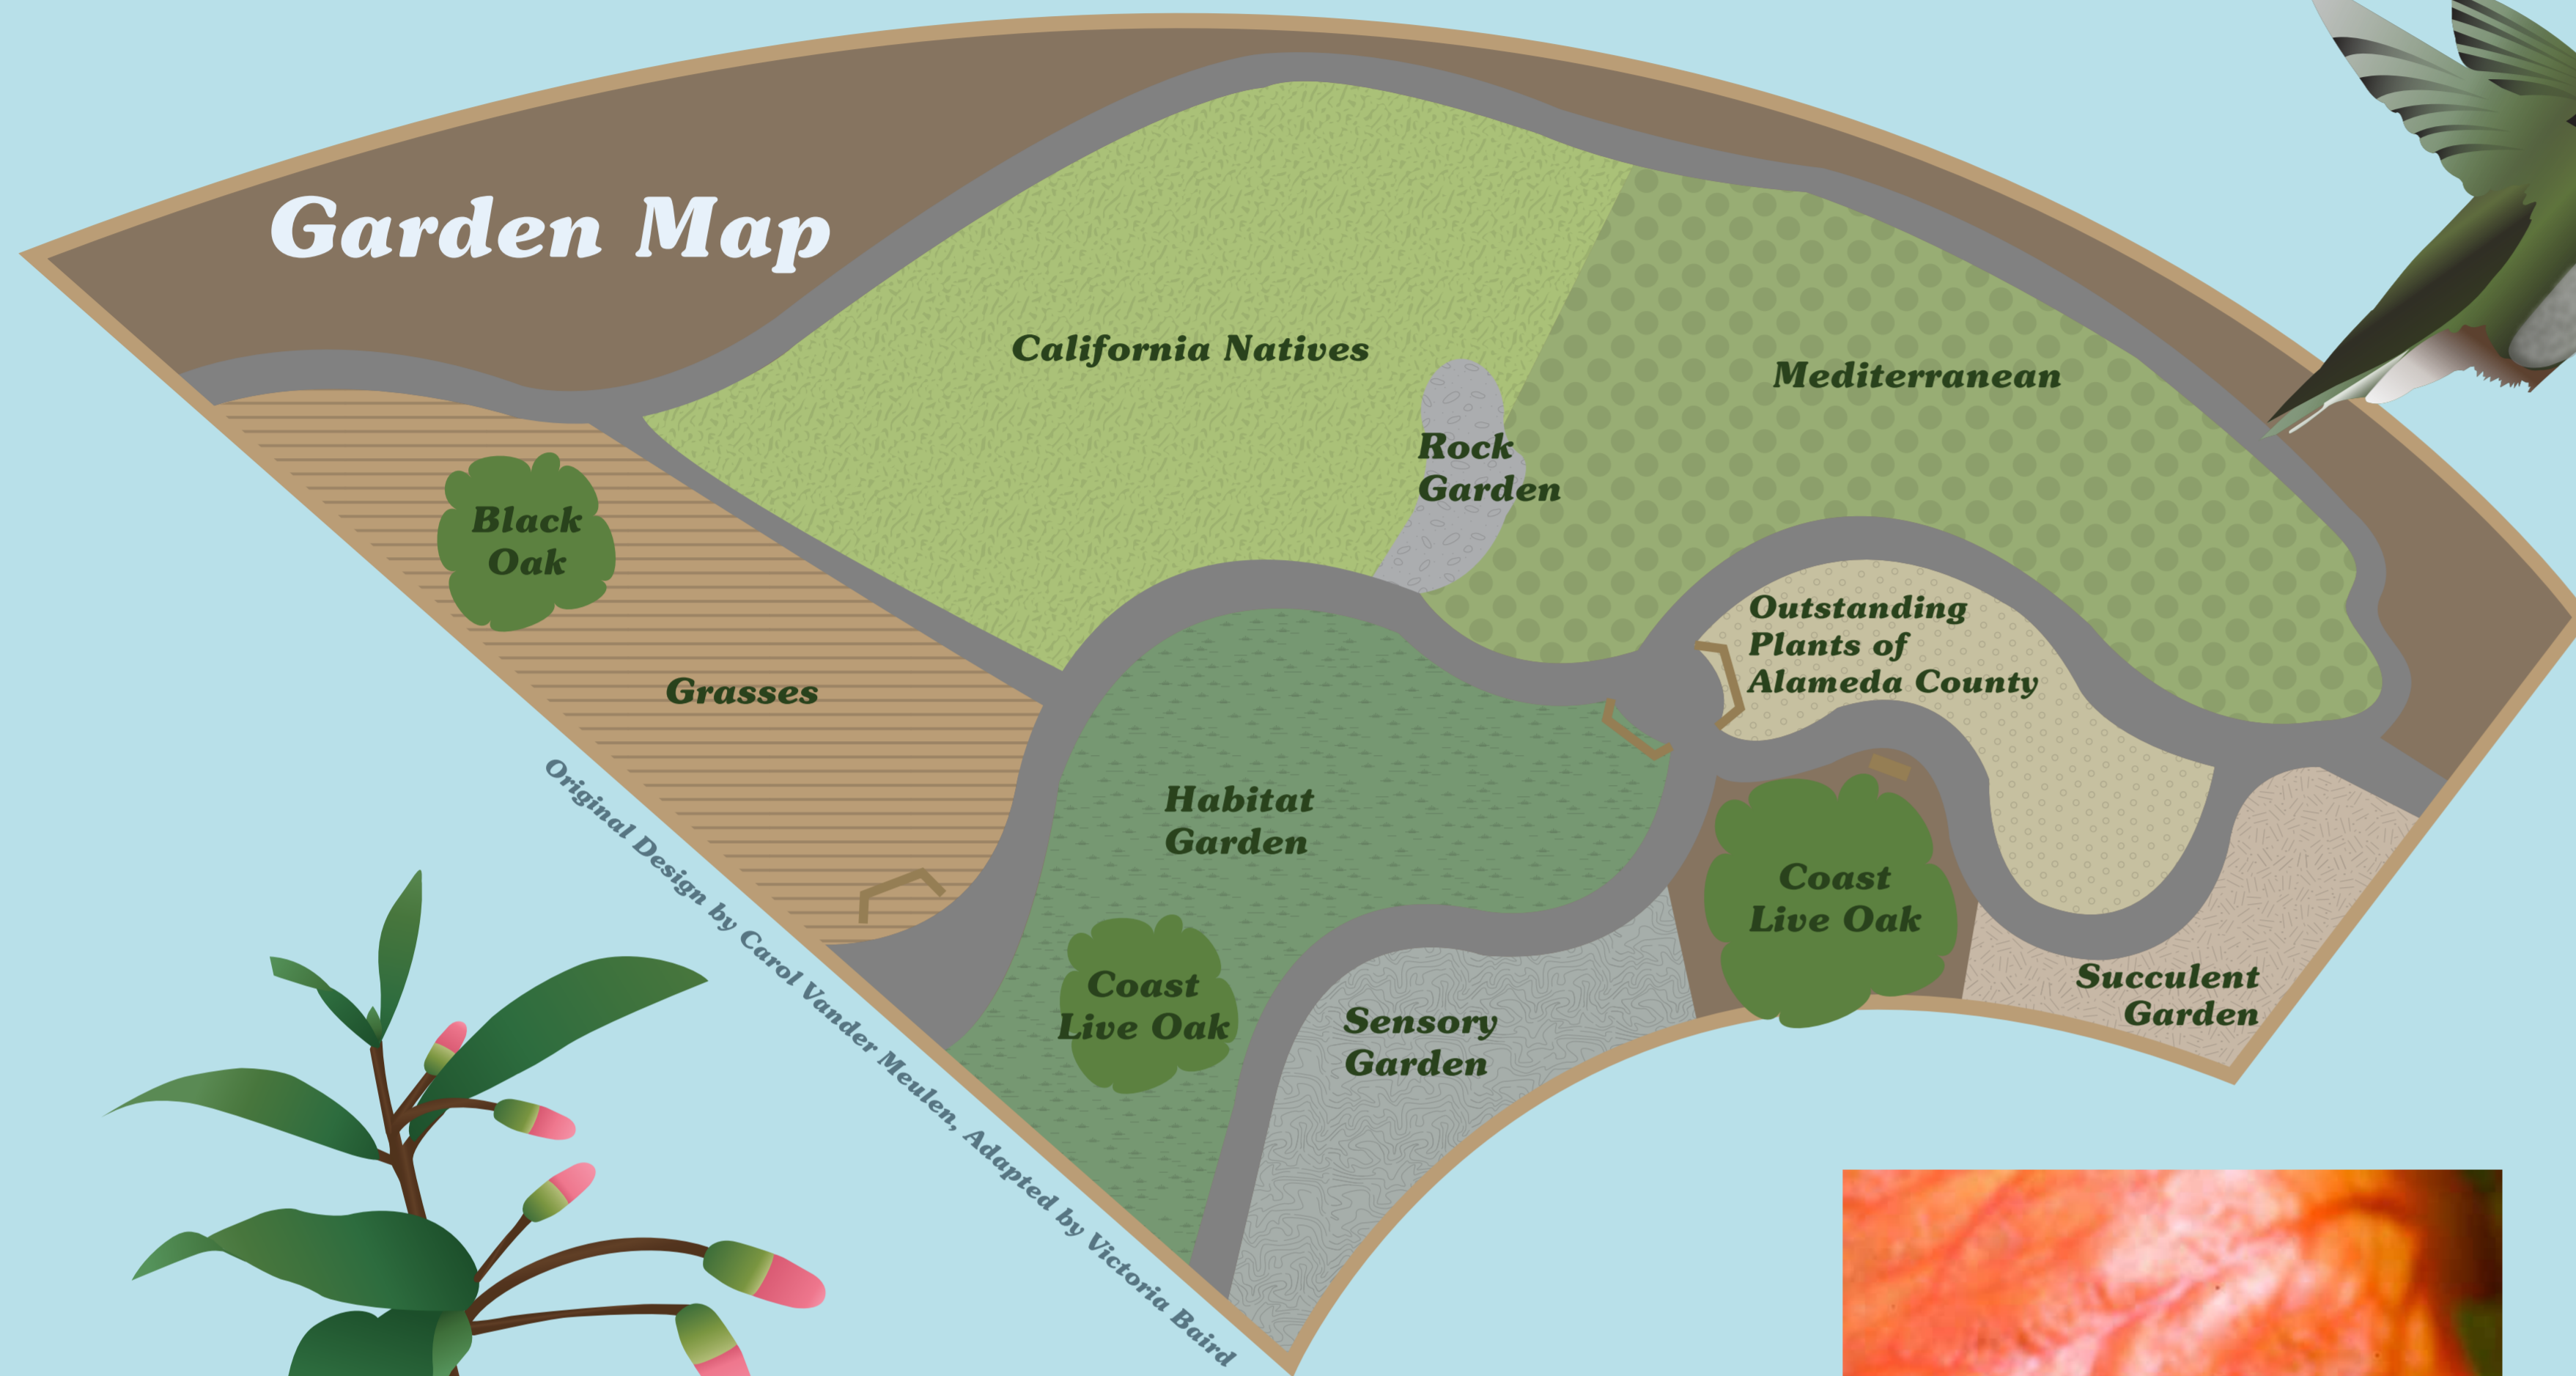 Garden Map
California Natives
Mediterranean
Rock
Garden
Black
Oak
Outstanding
Plants of
Alameda County
Grasses
Habitat
Garden
Coast
Live Oak
Coast
Live Oak
Sensory
Garden
Succulent
Garden
Original Design by Carol Vander Meulen, Adapted by Victoria Baird